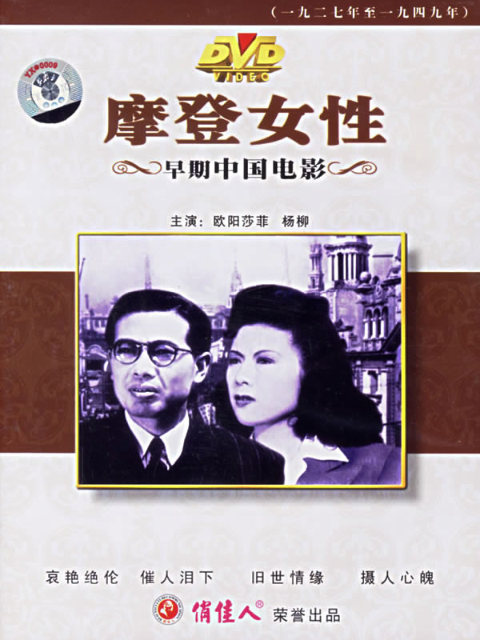 （一九二七年至一九四九年）
DVD
VIDEO
YX●0009
摩登女性
早期中国电影
主演：欧阳莎菲 杨柳
哀艳绝伦 催人泪下 旧世情缘 摄人心魄
俏佳人® 荣誉出品